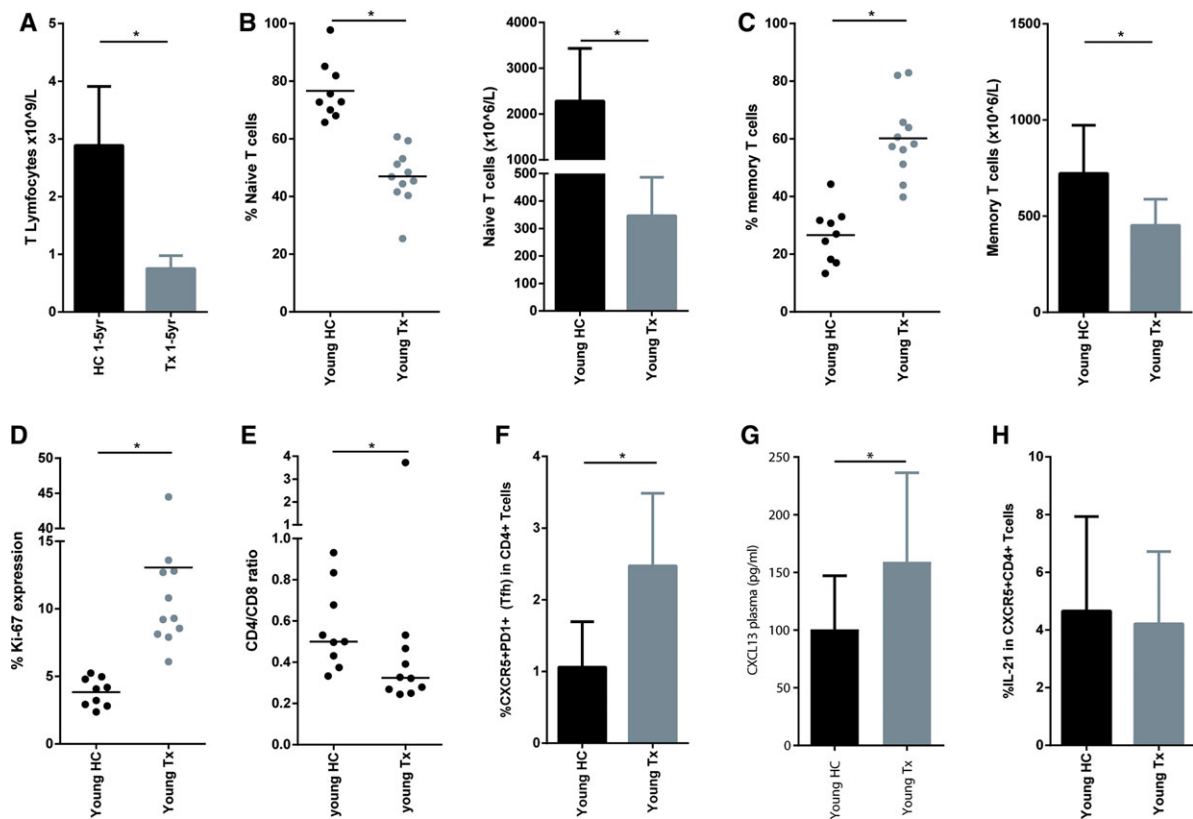 A
*
T Lymfocytes x10^9/L
5
4
3
2
1
0
HC 1-5yr
Tx 1-5yr
B
*
% Naive T cells
100
80
60
40
20
0
Young HC
Young Tx
*
Naive T cells (x10^6/L)
4000
3000
2000
1000
500
400
300
200
100
0
Young HC
Young Tx
C
*
% memory T cells
100
80
60
40
20
0
Young HC
Young Tx
*
Memory T cells (x10^6/L)
1500
1000
500
0
Young HC
Young Tx
D
*
% Ki-67 expression
50
45
40
15
10
5
0
Young HC
Young Tx
E
*
CD4/CD8 ratio
4
3
2
1
1.0
0.8
0.6
0.4
0.2
0.0
young HC
young Tx
F
*
%CXCR5+PD1+ (Tfh) in CD4+ Tcells
4
3
2
1
0
Young HC
Young Tx
G
*
CXCL13 plasma (pg/ml)
250
200
150
100
50
0
Young HC
Young Tx
H
%IL-21 in CXCR5+CD4+ Tcells
10
8
6
4
2
0
Young HC
Young Tx